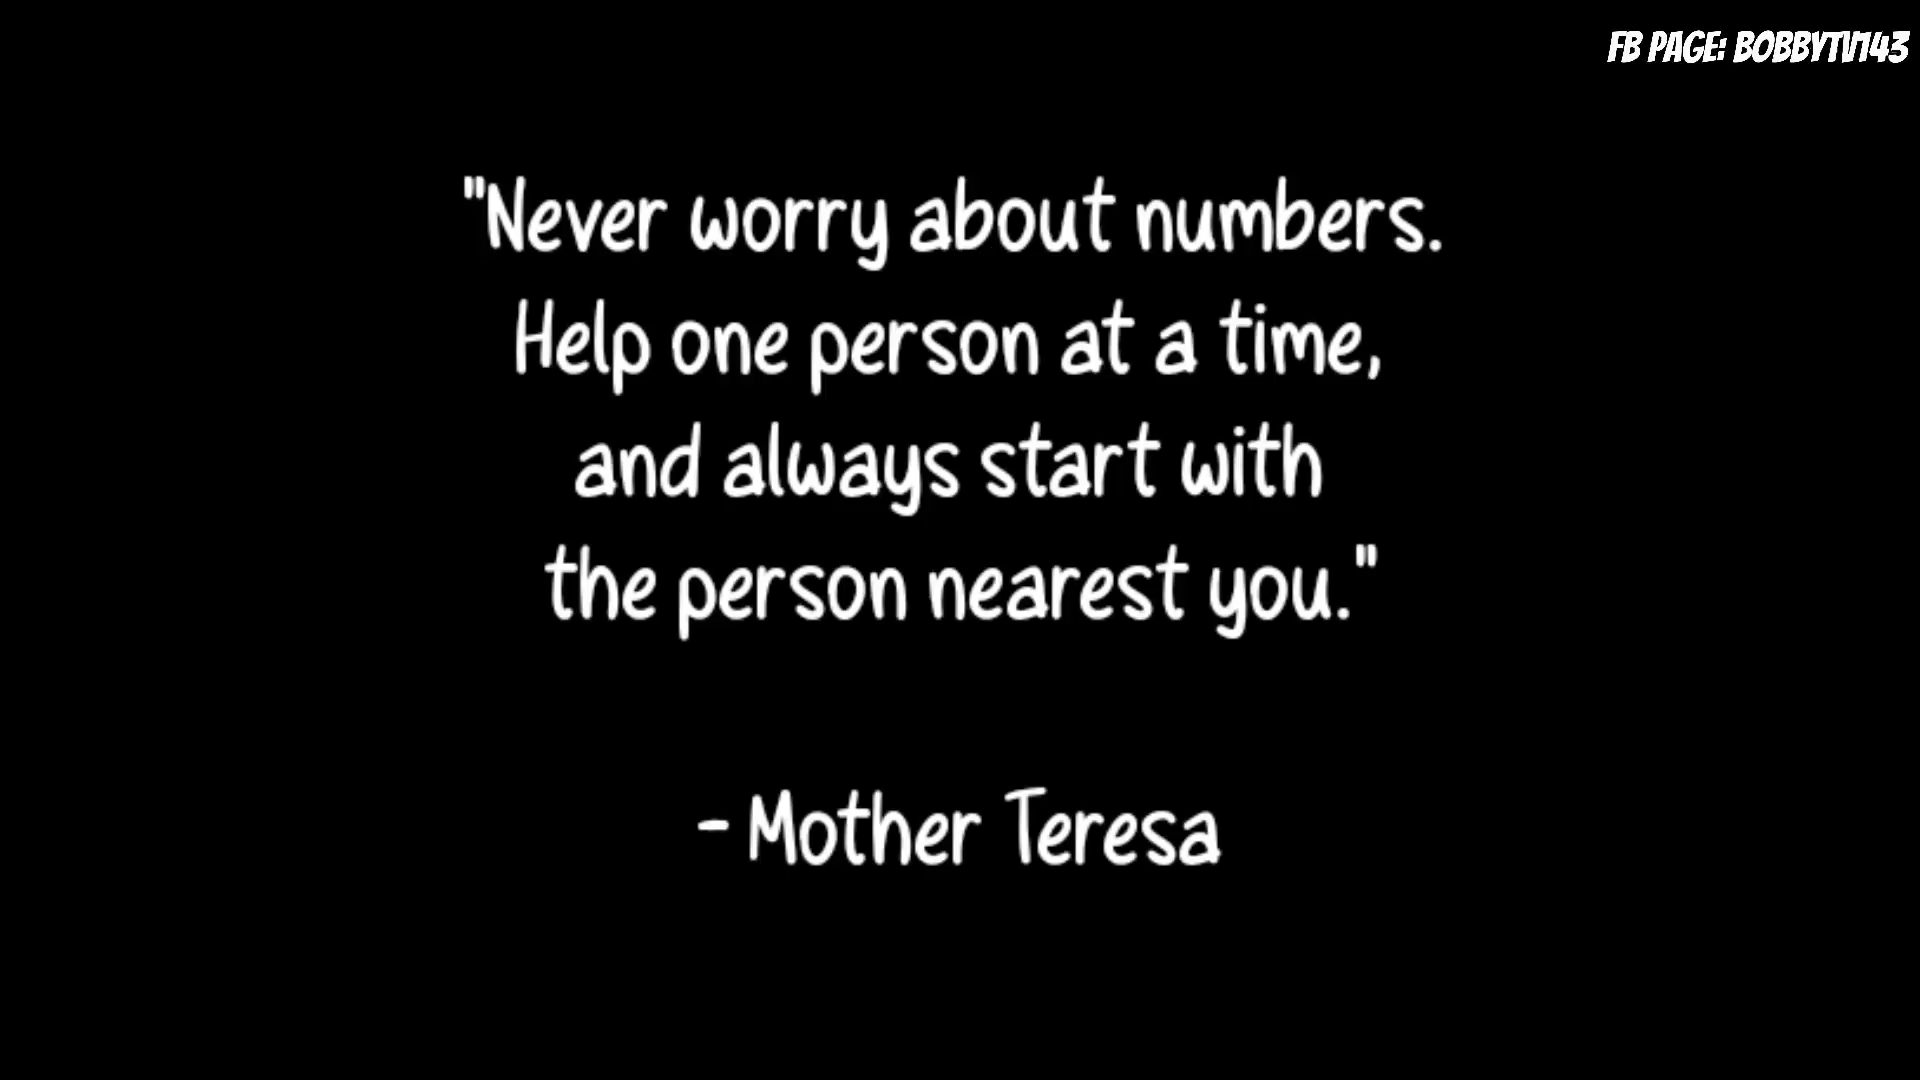 FB PAGE: BOBBYTV143
"Never worry about numbers.
Help one person at a time,
and always start with
the person nearest you."
- Mother Teresa